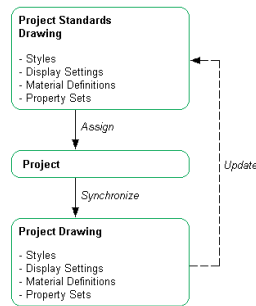 Project Standards
Drawing
- Styles
- Display Settings
- Material Definitions
- Property Sets
Assign
Project
Update
Synchronize
Project Drawing
- Styles
- Display Settings
- Material Definitions
- Property Sets